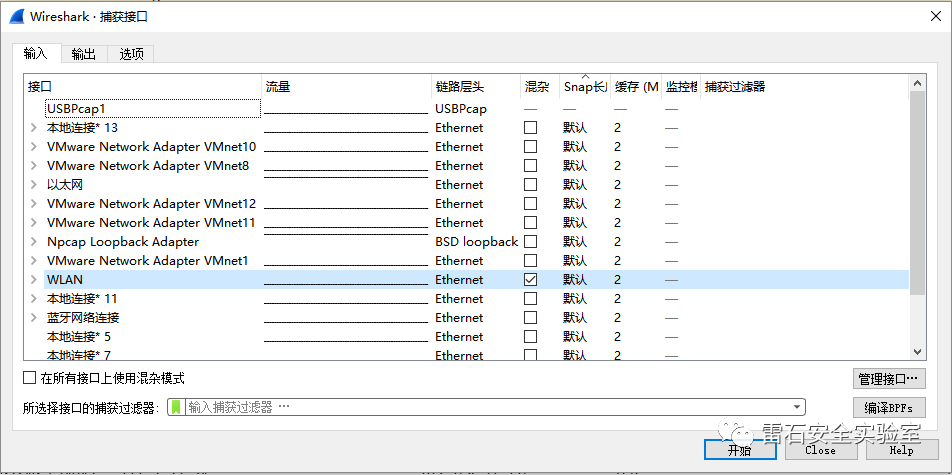 Wireshark · 捕获接口
输入 输出 选项
接口 流量 链路层头 混杂 Snap长 缓存 (M 监控模 捕获过滤器
USBPcap1 USBPcap — — — —
本地连接* 13 Ethernet 默认 2 —
VMware Network Adapter VMnet10 Ethernet 默认 2 —
VMware Network Adapter VMnet8 Ethernet 默认 2 —
以太网 Ethernet 默认 2 —
VMware Network Adapter VMnet12 Ethernet 默认 2 —
VMware Network Adapter VMnet11 Ethernet 默认 2 —
Npcap Loopback Adapter BSD loopback 默认 2 —
VMware Network Adapter VMnet1 Ethernet 默认 2 —
WLAN Ethernet 默认 2 —
本地连接* 11 Ethernet 默认 2 —
蓝牙网络连接 Ethernet 默认 2 —
本地连接* 5 Ethernet 默认 2 —
本地连接* 7 Ethernet 默认 2 —
在所有接口上使用混杂模式 管理接口…
所选择接口的捕获过滤器: 输入捕获过滤器 … 编译BPFs
雷石安全实验室
开始 Close Help